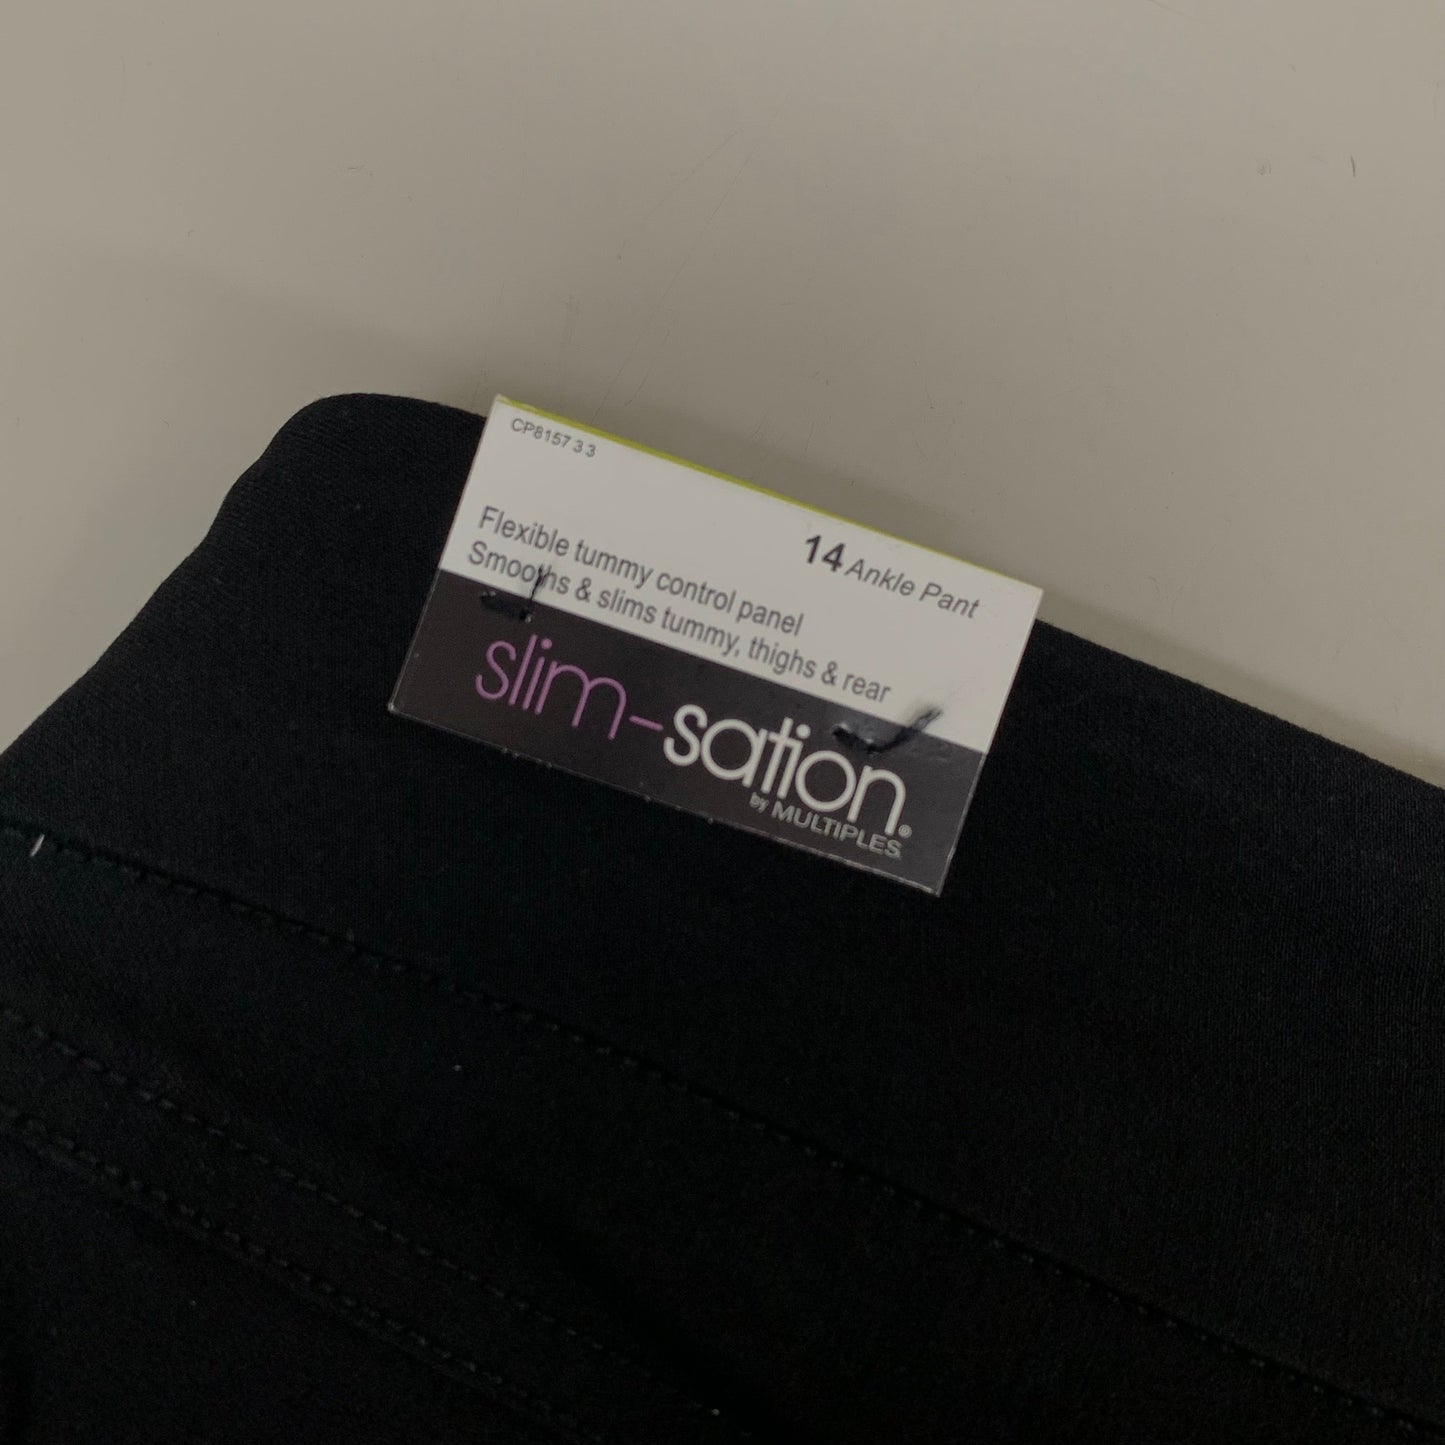 CP8157 3 3
14 Ankle Pant
Flexible tummy control panel
Smooths & slims tummy, thighs & rear
slim-sation®
by MULTIPLES